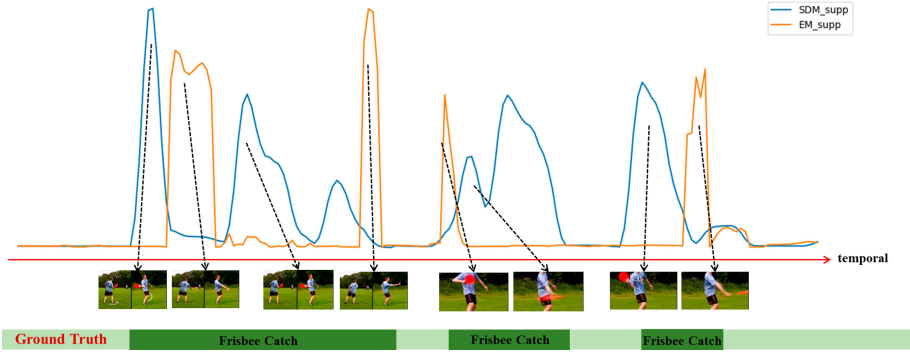 SDM_supp
EM_supp
temporal
Ground Truth
Frisbee Catch
Frisbee Catch
Frisbee Catch